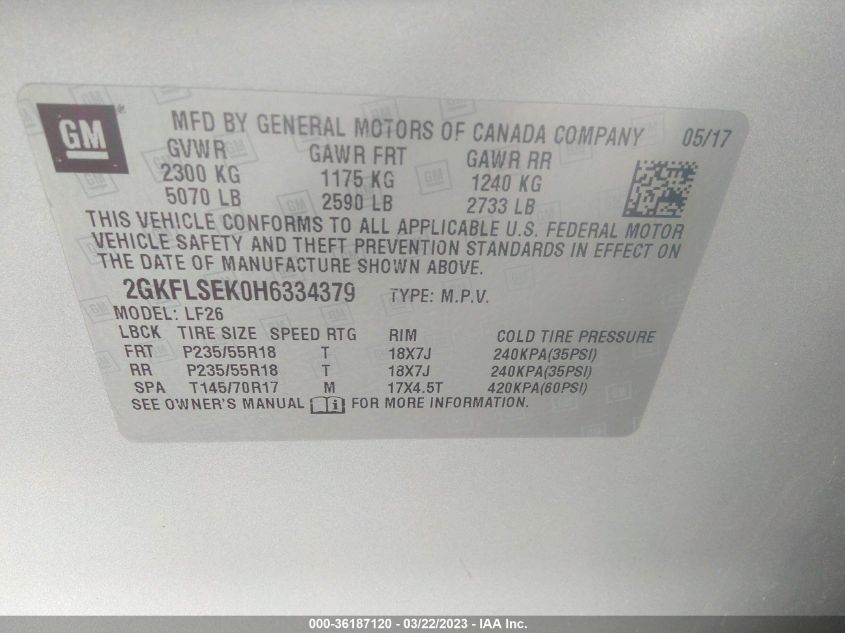 GM
MFD BY GENERAL MOTORS OF CANADA COMPANY 05/17
GVWR GAWR FRT GAWR RR
2300 KG 1175 KG 1240 KG
5070 LB 2590 LB 2733 LB
THIS VEHICLE CONFORMS TO ALL APPLICABLE U.S. FEDERAL MOTOR
VEHICLE SAFETY AND THEFT PREVENTION STANDARDS IN EFFECT ON
THE DATE OF MANUFACTURE SHOWN ABOVE.
2GKFLSEK0H6334379 TYPE: M.P.V.
MODEL: LF26
LBCK TIRE SIZE SPEED RTG RIM COLD TIRE PRESSURE
FRT P235/55R18 T 18X7J 240KPA(35PSI)
RR P235/55R18 T 18X7J 240KPA(35PSI)
SPA T145/70R17 M 17X4.5T 420KPA(60PSI)
SEE OWNER'S MANUAL i FOR MORE INFORMATION.
000-36187120 - 03/22/2023 - IAA Inc.